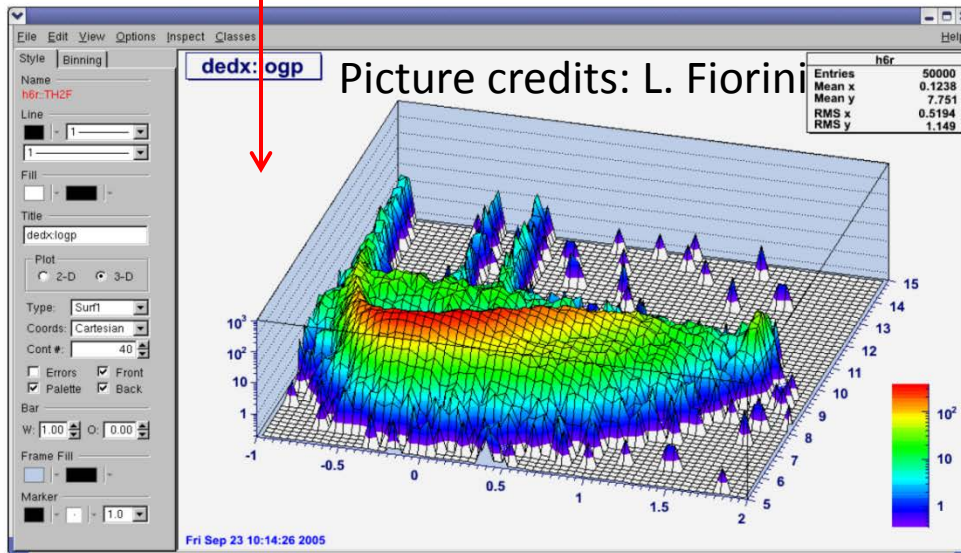 File Edit View Options Inspect Classes
Help
Style Binning
Name
h6r::TH2F
Line
1
1
Fill
Title
dedx:logp
Plot
2-D 3-D
Type: Surf1
Coords: Cartesian
Cont #: 40
Errors Front
Palette Back
Bar
W: 1.00 O: 0.00
Frame Fill
Marker
1.0
dedx:logp
Picture credits: L. Fiorini
h6r
Entries 50000
Mean x 0.1238
Mean y 7.751
RMS x 0.5194
RMS y 1.149
10³
10²
10
1
-1
-0.5
0
0.5
1
1.5
2
5
6
7
8
9
10
11
12
13
14
15
10²
10
1
Fri Sep 23 10:14:26 2005